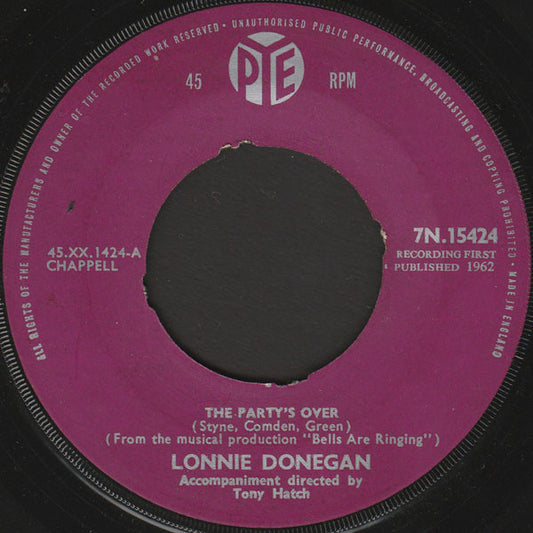 ALL RIGHTS OF THE MANUFACTURERS AND OWNER OF THE RECORDED WORK RESERVED · UNAUTHORISED PUBLIC PERFORMANCE, BROADCASTING AND COPYING PROHIBITED · MADE IN ENGLAND
PYE
45 RPM
45.XX.1424-A
CHAPPELL
7N.15424
RECORDING FIRST
PUBLISHED 1962
THE PARTY'S OVER
(Styne, Comden, Green)
(From the musical production "Bells Are Ringing")
LONNIE DONEGAN
Accompaniment directed by
Tony Hatch